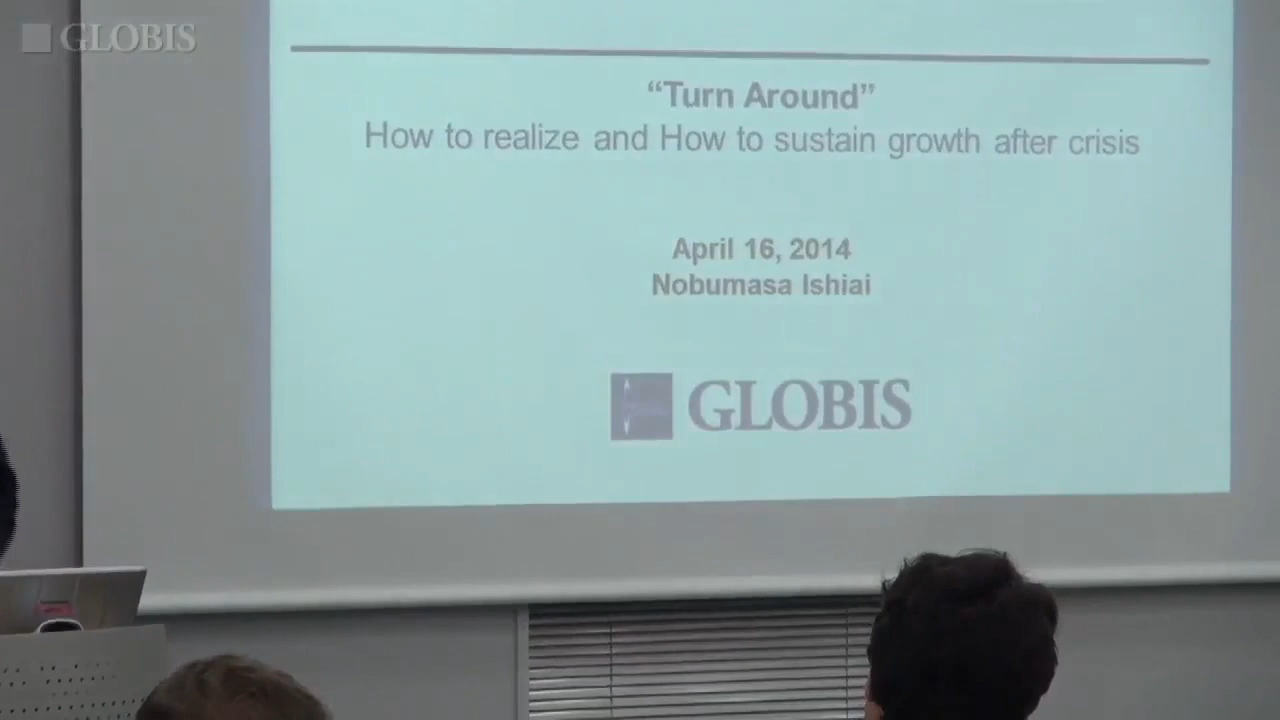 GLOBIS
“Turn Around”
How to realize and How to sustain growth after crisis
April 16, 2014
Nobumasa Ishiai
GLOBIS